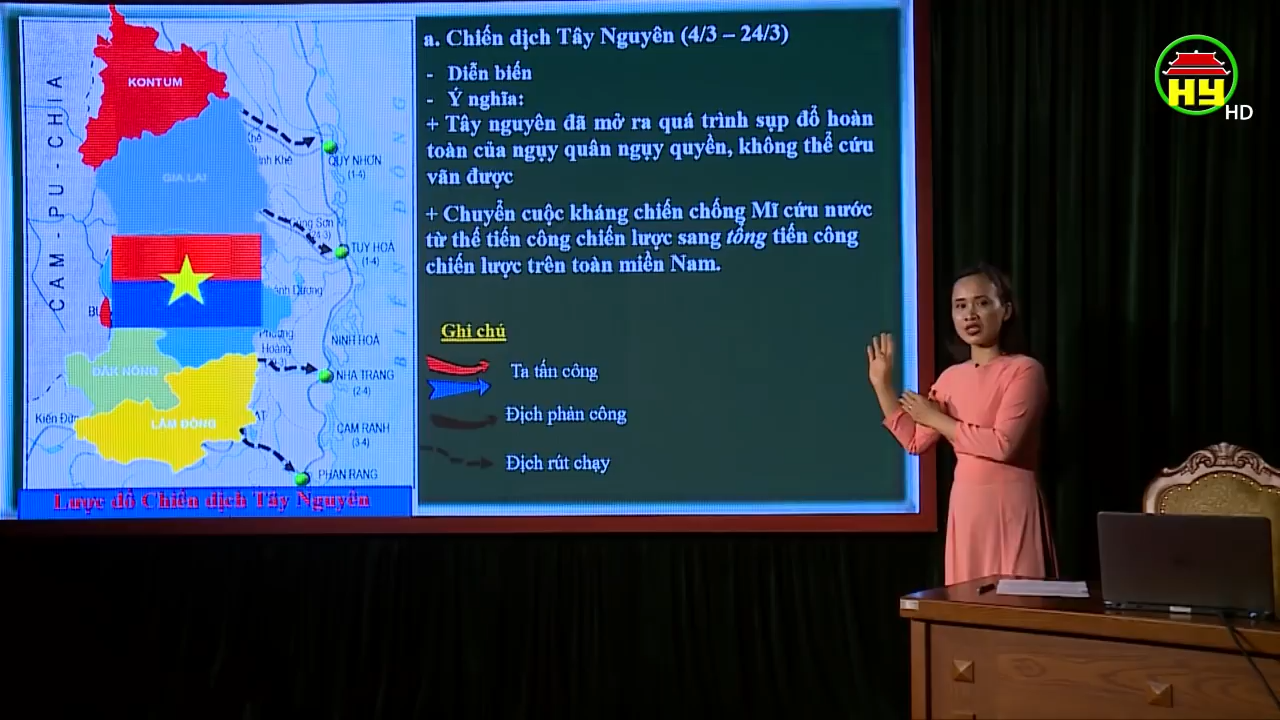 a. Chiến dịch Tây Nguyên (4/3 – 24/3)
- Diễn biến
- Ý nghĩa:
+ Tây nguyên đã mở ra quá trình sụp đổ hoàn
toàn của ngụy quân ngụy quyền, không thể cứu
vãn được
+ Chuyển cuộc kháng chiến chống Mĩ cứu nước
từ thế tiến công chiến lược sang tổng tiến công
chiến lược trên toàn miền Nam.
Ghi chú
Ta tấn công
Địch phản công
Địch rút chạy
CAM - PU - CHIA
BIỂN ĐÔNG
KONTUM
GIA LAI
QUY NHƠN
(1-4)
TUY HOÀ
(1-4)
NINH HOÀ
Phượng
Hoàng
NHA TRANG
(2-4)
ĐĂK NÔNG
LÂM ĐỒNG
CAM RANH
(3-4)
PHAN RANG
Lược đồ Chiến dịch Tây Nguyên
HY
HD